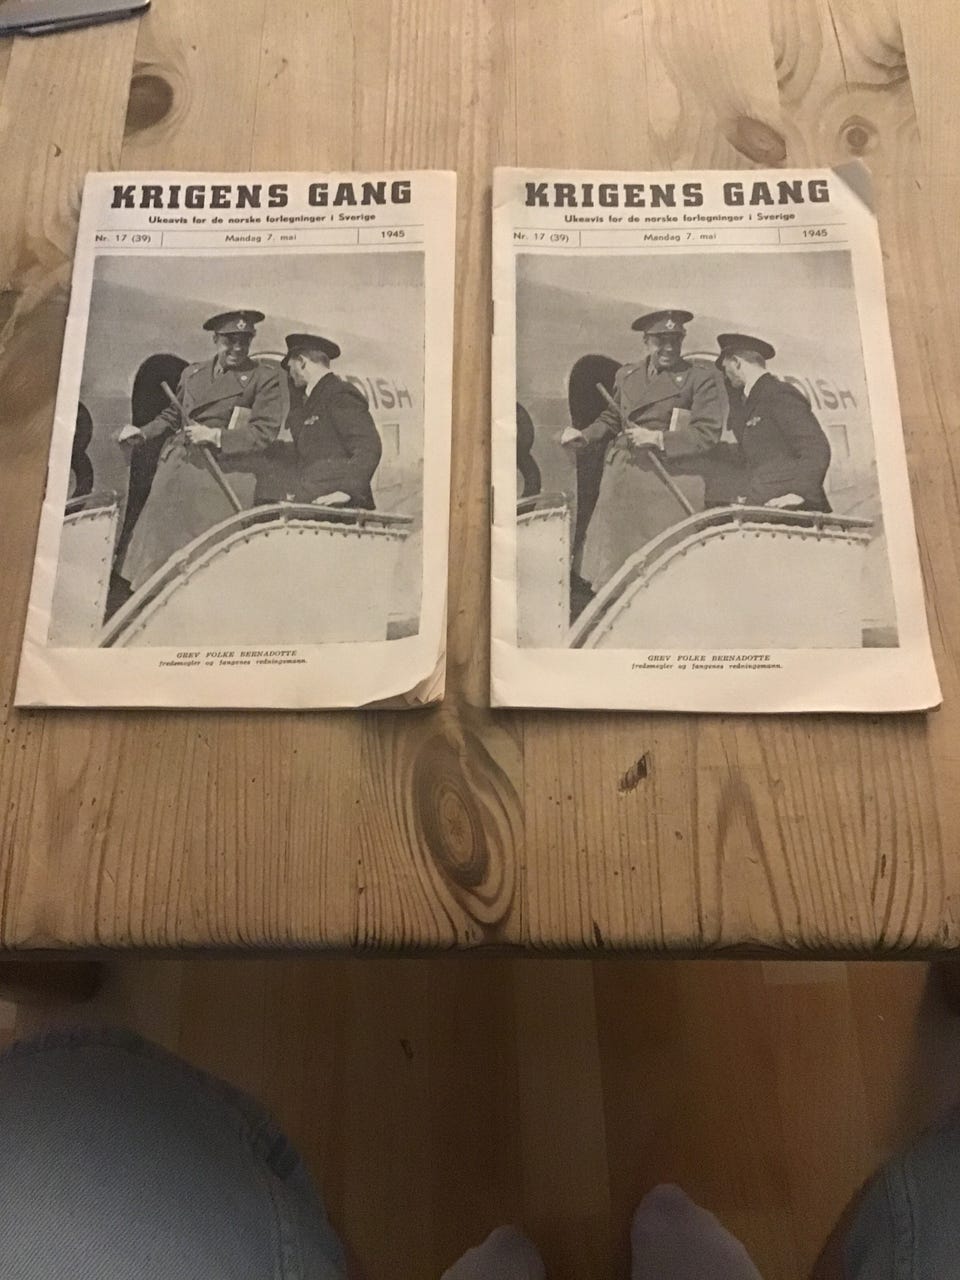 KRIGENS GANG
Ukeavis for de norske forlegninger i Sverige
Nr. 17 (39) Mandag 7. mai 1945
DISH
GREV FOLKE BERNADOTTE
fredsmegler og fangenes redningsmann.
KRIGENS GANG
Ukeavis for de norske forlegninger i Sverige
Nr. 17 (39) Mandag 7. mai 1945
DISH
GREV FOLKE BERNADOTTE
fredsmegler og fangenes redningsmann.